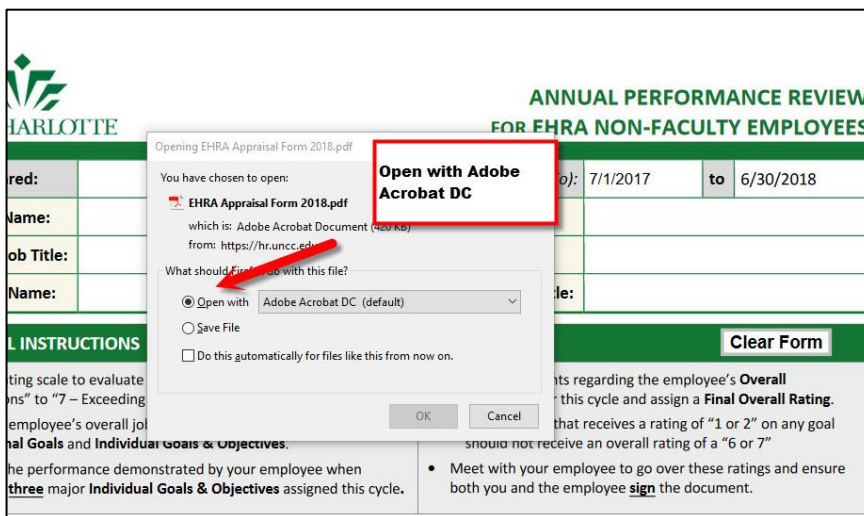 HARLOTTE
ANNUAL PERFORMANCE REVIEW
FOR EHRA NON-FACULTY EMPLOYEES
Opening EHRA Appraisal Form 2018.pdf
You have chosen to open:
EHRA Appraisal Form 2018.pdf
which is: Adobe Acrobat Document (420 KB)
from: https://hr.uncc.edu
What should Firefox do with this file?
Open with Adobe Acrobat DC (default)
Save File
Do this automatically for files like this from now on.
OK Cancel
Open with Adobe
Acrobat DC
red: o): 7/1/2017 to 6/30/2018
Name:
ob Title:
Name: le:
L INSTRUCTIONS Clear Form
ting scale to evaluate
ons" to "7 – Exceeding
employee's overall job
nal Goals and Individual Goals & Objectives.
he performance demonstrated by your employee when
three major Individual Goals & Objectives assigned this cycle.
nts regarding the employee's Overall
r this cycle and assign a Final Overall Rating.
that receives a rating of "1 or 2" on any goal
should not receive an overall rating of a "6 or 7"
• Meet with your employee to go over these ratings and ensure
both you and the employee sign the document.